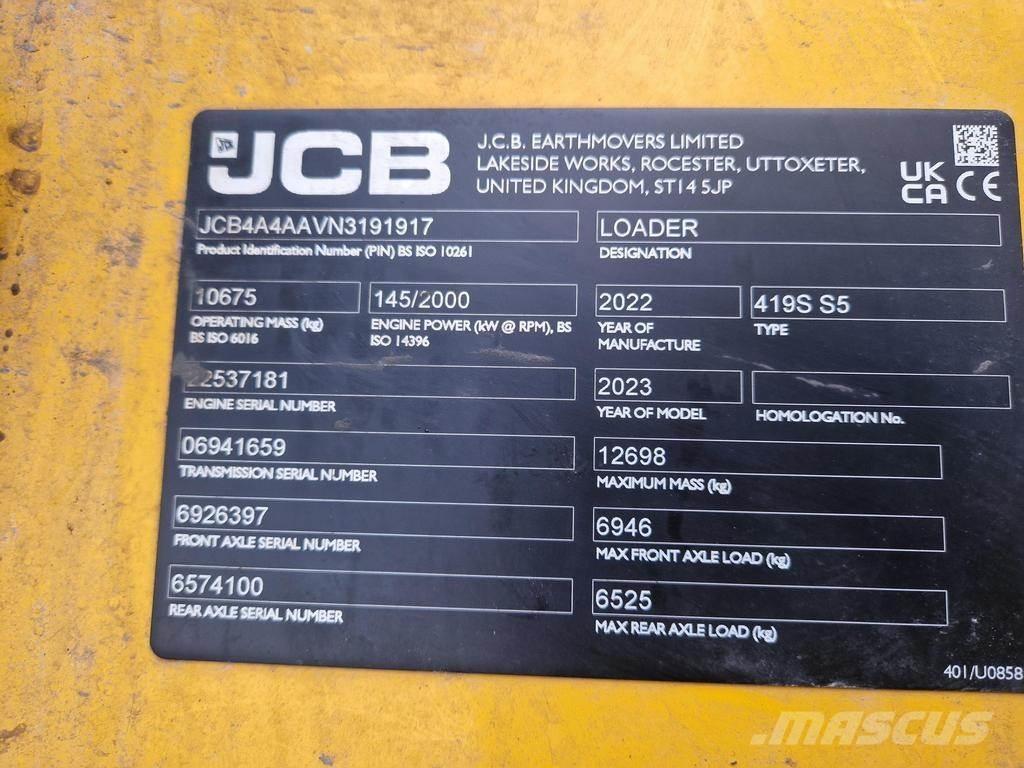 JCB
J.C.B. EARTHMOVERS LIMITED
LAKESIDE WORKS, ROCESTER, UTTOXETER,
UNITED KINGDOM, ST14 5JP
UK
CA CE
JCB4A4AAVN3191917
Product Identification Number (PIN) BS ISO 10261
LOADER
DESIGNATION
10675
OPERATING MASS (kg)
BS ISO 6016
145/2000
ENGINE POWER (kW @ RPM), BS
ISO 14396
2022
YEAR OF
MANUFACTURE
419S S5
TYPE
22537181
ENGINE SERIAL NUMBER
2023
YEAR OF MODEL
HOMOLOGATION No.
06941659
TRANSMISSION SERIAL NUMBER
12698
MAXIMUM MASS (kg)
6926397
FRONT AXLE SERIAL NUMBER
6946
MAX FRONT AXLE LOAD (kg)
6574100
REAR AXLE SERIAL NUMBER
6525
MAX REAR AXLE LOAD (kg)
401/U0858
MASCUS